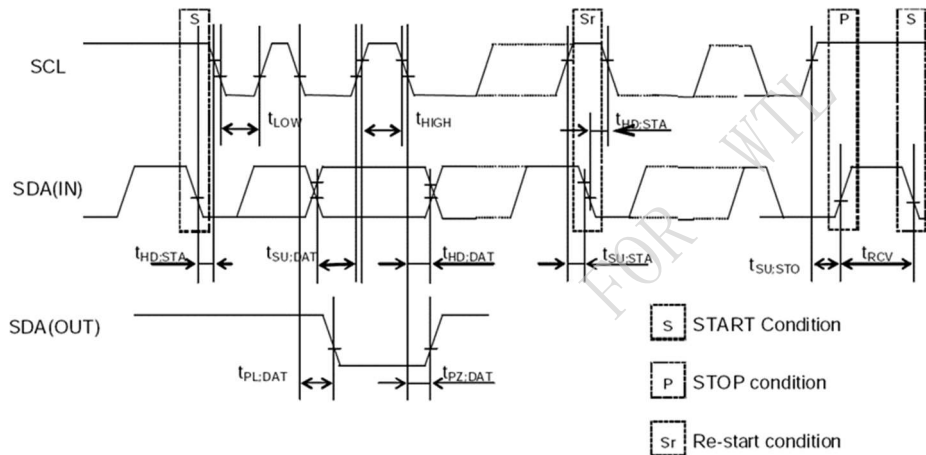 S
Sr
P
S
SCL
tLOW
tHIGH
tHD:STA
SDA(IN)
tHD:STA
tSU:DAT
tHD:DAT
tSU:STA
tSU:STO
tRCV
SDA(OUT)
tPL:DAT
tPZ:DAT
FOR WTL
S START Condition
P STOP condition
Sr Re-start condition